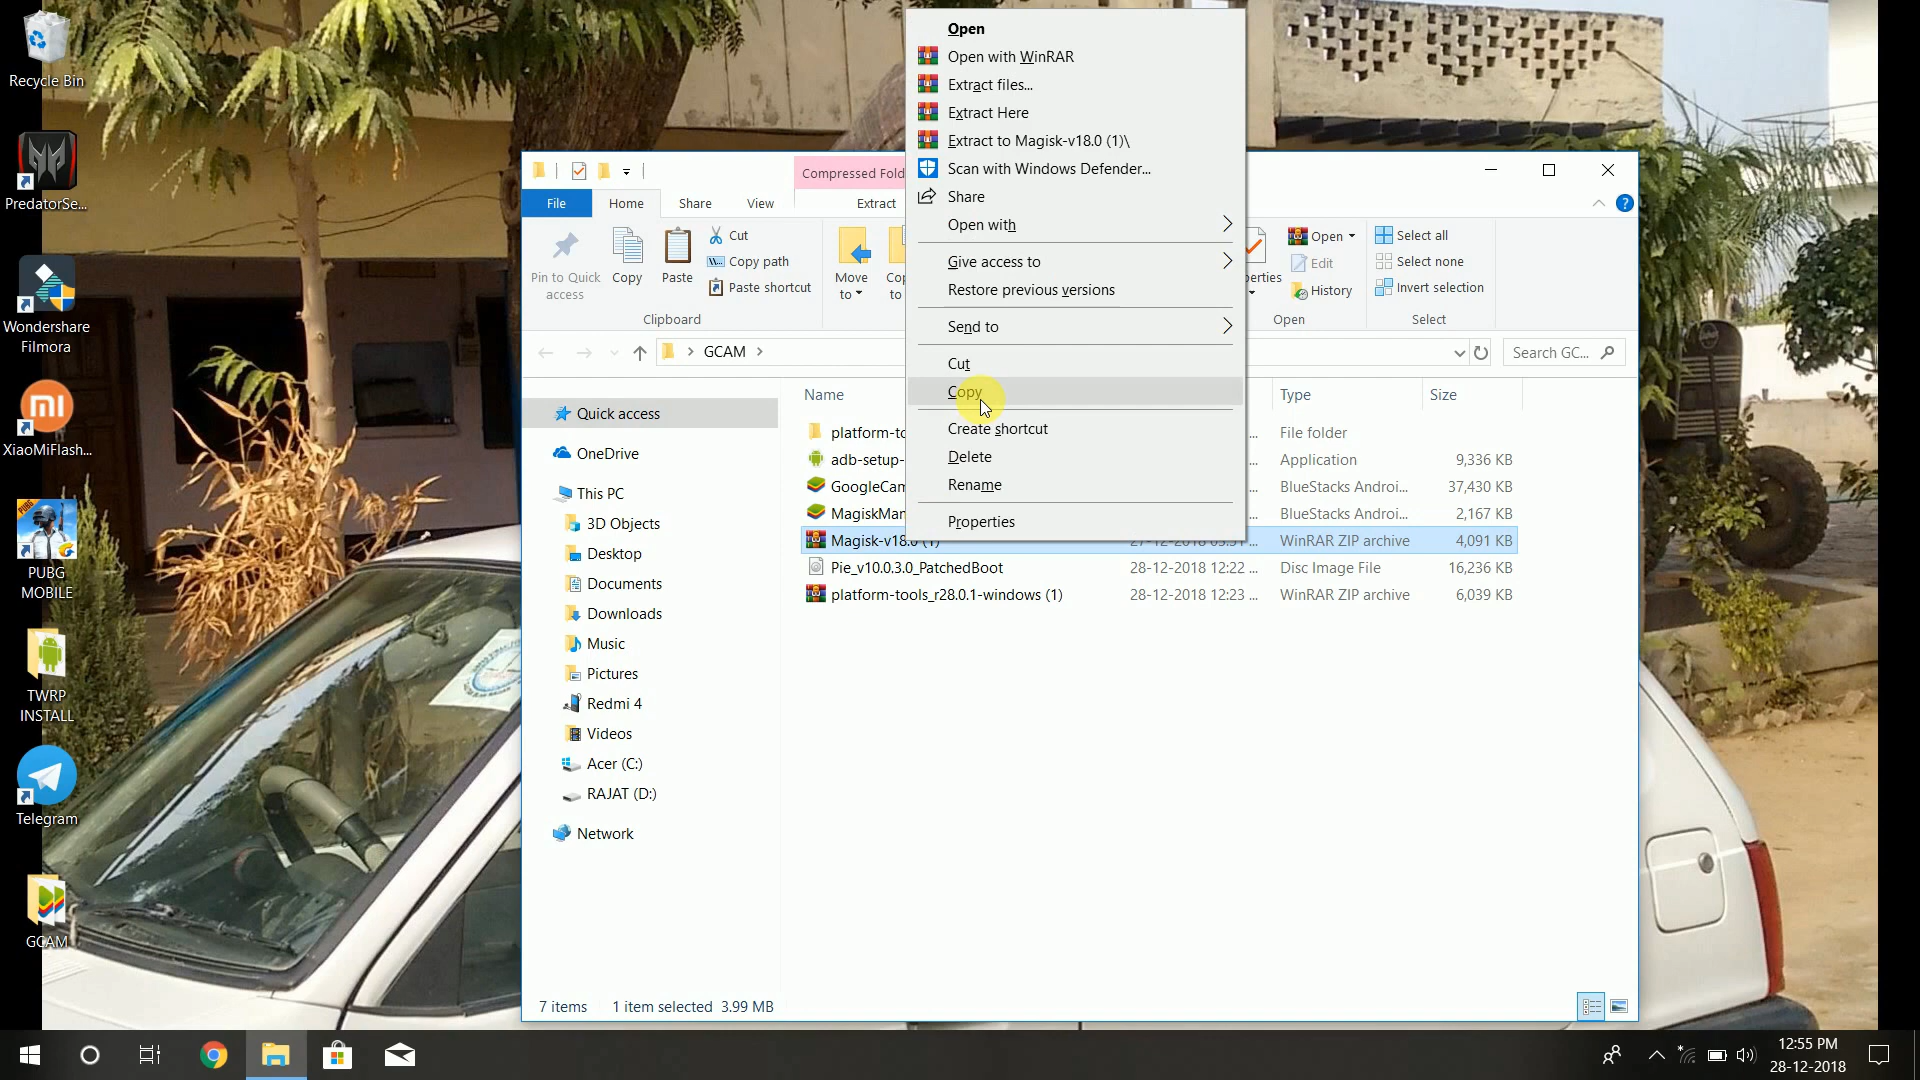 Recycle Bin
PredatorSe...
Wondershare
Filmora
XiaoMiFlash...
PUBG
MOBILE
TWRP
INSTALL
Telegram
GCAM
Open
Open with WinRAR
Extract files...
Extract Here
Extract to Magisk-v18.0 (1)\
Scan with Windows Defender...
Share
Open with
Give access to
Restore previous versions
Send to
Cut
Copy
Create shortcut
Delete
Rename
Properties
Compressed Fold
File
Home
Share
View
Extract
Pin to Quick
access
Copy
Paste
Cut
Copy path
Paste shortcut
Clipboard
Move
to
Cop
to
perties
Open
Edit
History
Open
Select all
Select none
Invert selection
Select
GCAM
Search GC...
Quick access
OneDrive
This PC
3D Objects
Desktop
Documents
Downloads
Music
Pictures
Redmi 4
Videos
Acer (C:)
RAJAT (D:)
Network
Name Type Size
platform-to ... File folder
adb-setup- ... Application 9,336 KB
GoogleCam ... BlueStacks Androi... 37,430 KB
MagiskMan ... BlueStacks Androi... 2,167 KB
Magisk-v18.0 (1) ... WinRAR ZIP archive 4,091 KB
Pie_v10.0.3.0_PatchedBoot 28-12-2018 12:22 ... Disc Image File 16,236 KB
platform-tools_r28.0.1-windows (1) 28-12-2018 12:23 ... WinRAR ZIP archive 6,039 KB
7 items 1 item selected 3.99 MB
12:55 PM
28-12-2018